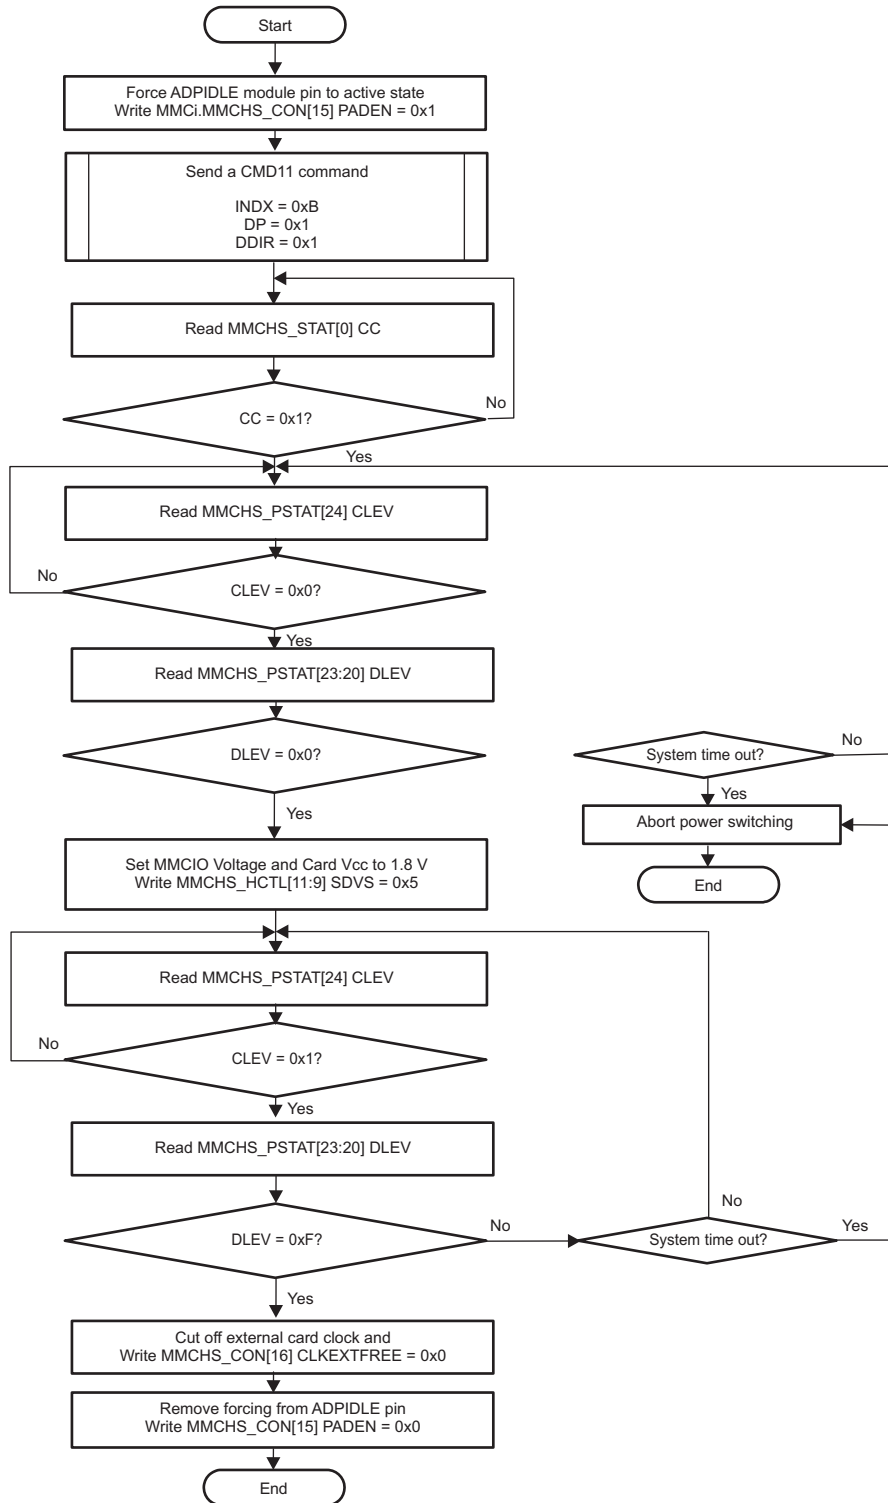 Start
Force ADPIDLE module pin to active state
Write MMCi.MMCHS_CON[15] PADEN = 0x1
Send a CMD11 command
INDX = 0xB
DP = 0x1
DDIR = 0x1
Read MMCHS_STAT[0] CC
CC = 0x1?
No
Yes
Read MMCHS_PSTAT[24] CLEV
No
CLEV = 0x0?
Yes
Read MMCHS_PSTAT[23:20] DLEV
DLEV = 0x0?
Yes
System time out?
No
Yes
Abort power switching
End
Set MMCIO Voltage and Card Vcc to 1.8 V
Write MMCHS_HCTL[11:9] SDVS = 0x5
Read MMCHS_PSTAT[24] CLEV
No
CLEV = 0x1?
Yes
Read MMCHS_PSTAT[23:20] DLEV
DLEV = 0xF?
No
System time out?
No
Yes
Yes
Cut off external card clock and
Write MMCHS_CON[16] CLKEXTFREE = 0x0
Remove forcing from ADPIDLE pin
Write MMCHS_CON[15] PADEN = 0x0
End